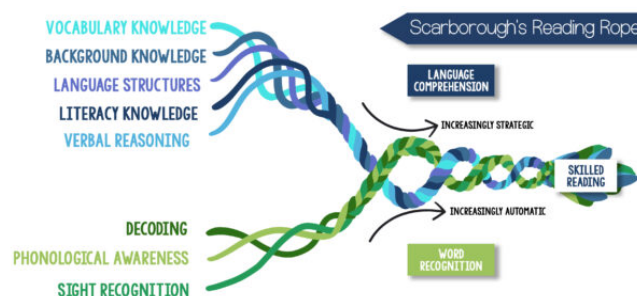 Scarborough's Reading Rope
VOCABULARY KNOWLEDGE
BACKGROUND KNOWLEDGE
LANGUAGE STRUCTURES
LITERACY KNOWLEDGE
VERBAL REASONING
LANGUAGE
COMPREHENSION
INCREASINGLY STRATEGIC
SKILLED
READING
INCREASINGLY AUTOMATIC
DECODING
PHONOLOGICAL AWARENESS
SIGHT RECOGNITION
WORD
RECOGNITION